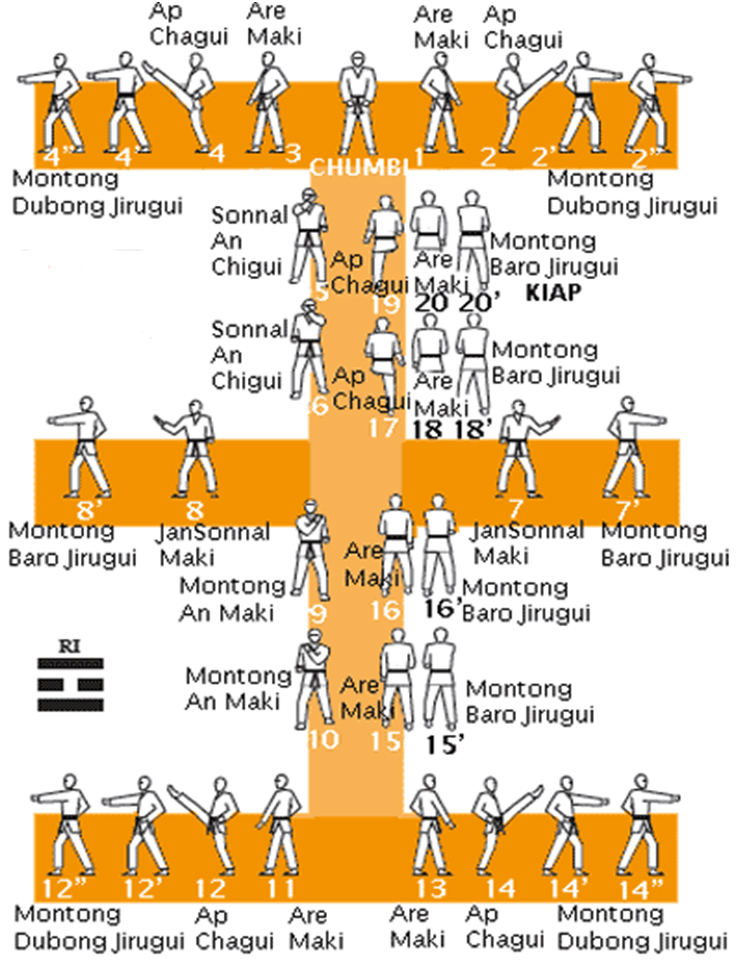 Ap
Chagui
Are
Maki
Are
Maki
Ap
Chagui
4”
4’
4
3
CHUMBI
1
2
2’
2”
Montong
Dubong Jirugui
Montong
Dubong Jirugui
Sonnal
An
Chigui
5
Ap
Chagui
19
Are
Maki
20
20’
Montong
Baro Jirugui
KIAP
Sonnal
An
Chigui
6
Ap
Chagui
17
Are
Maki
18
18’
Montong
Baro Jirugui
8’
8
7
7’
Montong
Baro Jirugui
JanSonnal
Maki
JanSonnal
Maki
Montong
Baro Jirugui
Montong
An Maki
9
Are
Maki
16
16’
Montong
Baro Jirugui
RI
Montong
An Maki
10
Are
Maki
15
15’
Montong
Baro Jirugui
12”
12’
12
11
13
14
14’
14”
Montong
Dubong Jirugui
Ap
Chagui
Are
Maki
Are
Maki
Ap
Chagui
Montong
Dubong Jirugui